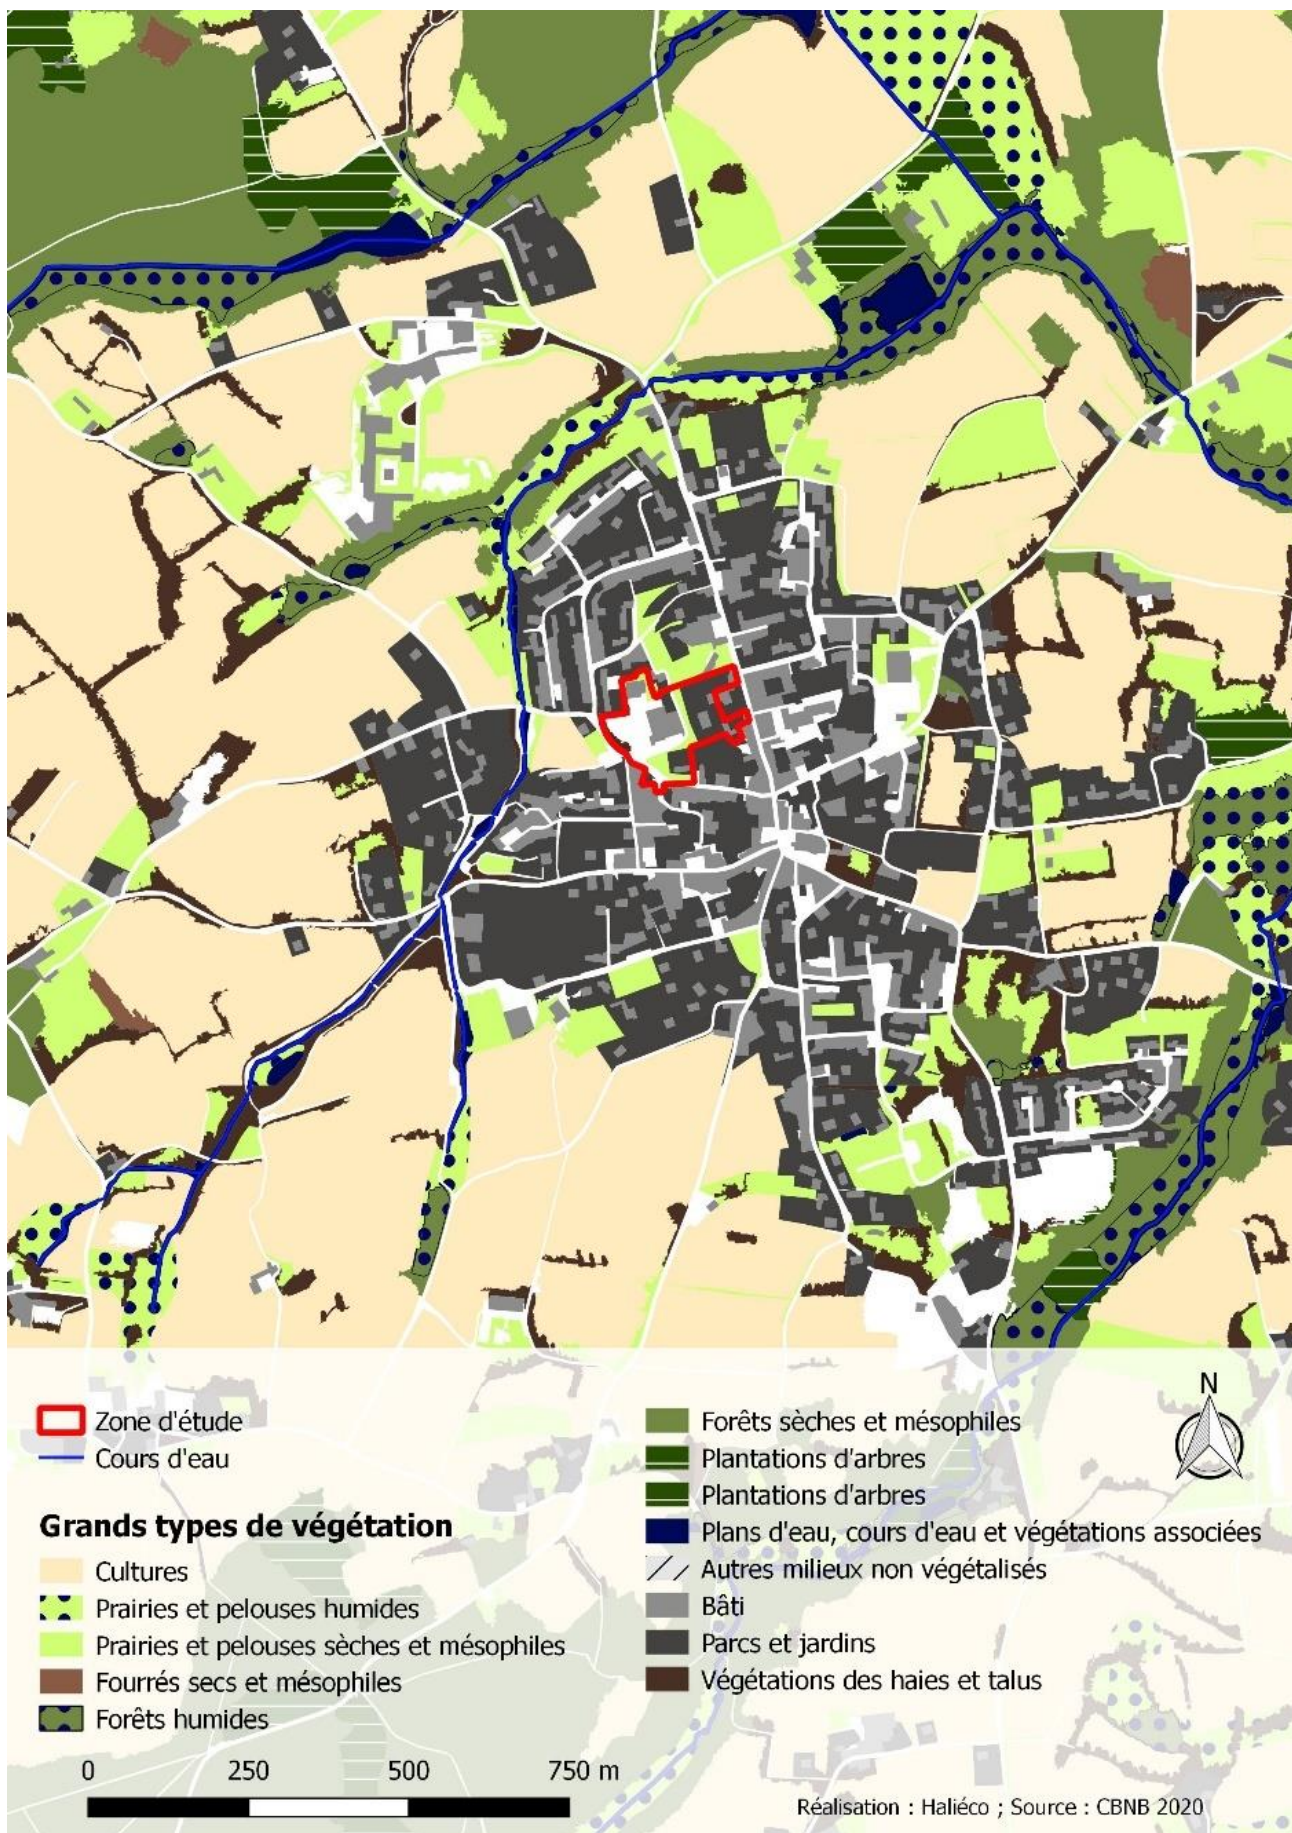 Zone d'étude
Cours d'eau
Grands types de végétation
Cultures
Prairies et pelouses humides
Prairies et pelouses sèches et mésophiles
Fourrés secs et mésophiles
Forêts humides
0 250 500 750 m
N
Forêts sèches et mésophiles
Plantations d'arbres
Plantations d'arbres
Plans d'eau, cours d'eau et végétations associées
Autres milieux non végétalisés
Bâti
Parcs et jardins
Végétations des haies et talus
Réalisation : Haliéco ; Source : CBNB 2020